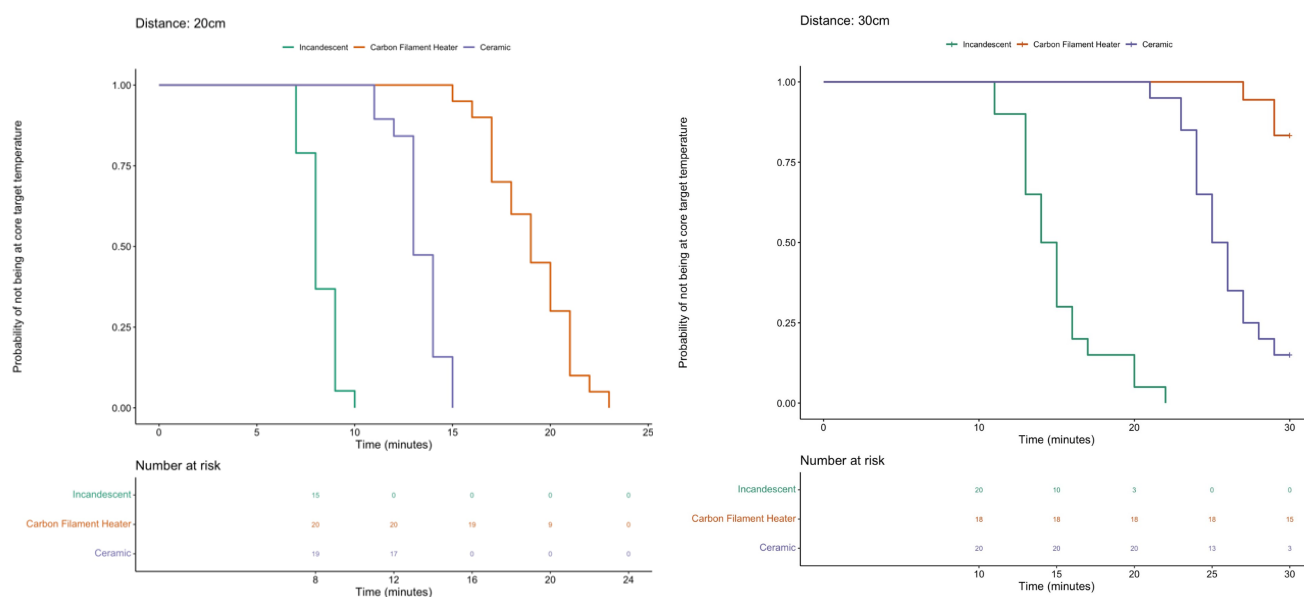 Distance: 20cm
Incandescent Carbon Filament Heater Ceramic
Probability of not being at core target temperature
1.00
0.75
0.50
0.25
0.00
0 5 10 15 20 25
Time (minutes)
Number at risk
Incandescent 15 0 0 0 0
Carbon Filament Heater 20 20 19 9 0
Ceramic 19 17 0 0 0
8 12 16 20 24
Time (minutes)
Distance: 30cm
Incandescent Carbon Filament Heater Ceramic
Probability of not being at core target temperature
1.00
0.75
0.50
0.25
0.00
0 10 20 30
Time (minutes)
Number at risk
Incandescent 20 10 3 0 0
Carbon Filament Heater 18 18 18 18 15
Ceramic 20 20 20 13 3
10 15 20 25 30
Time (minutes)